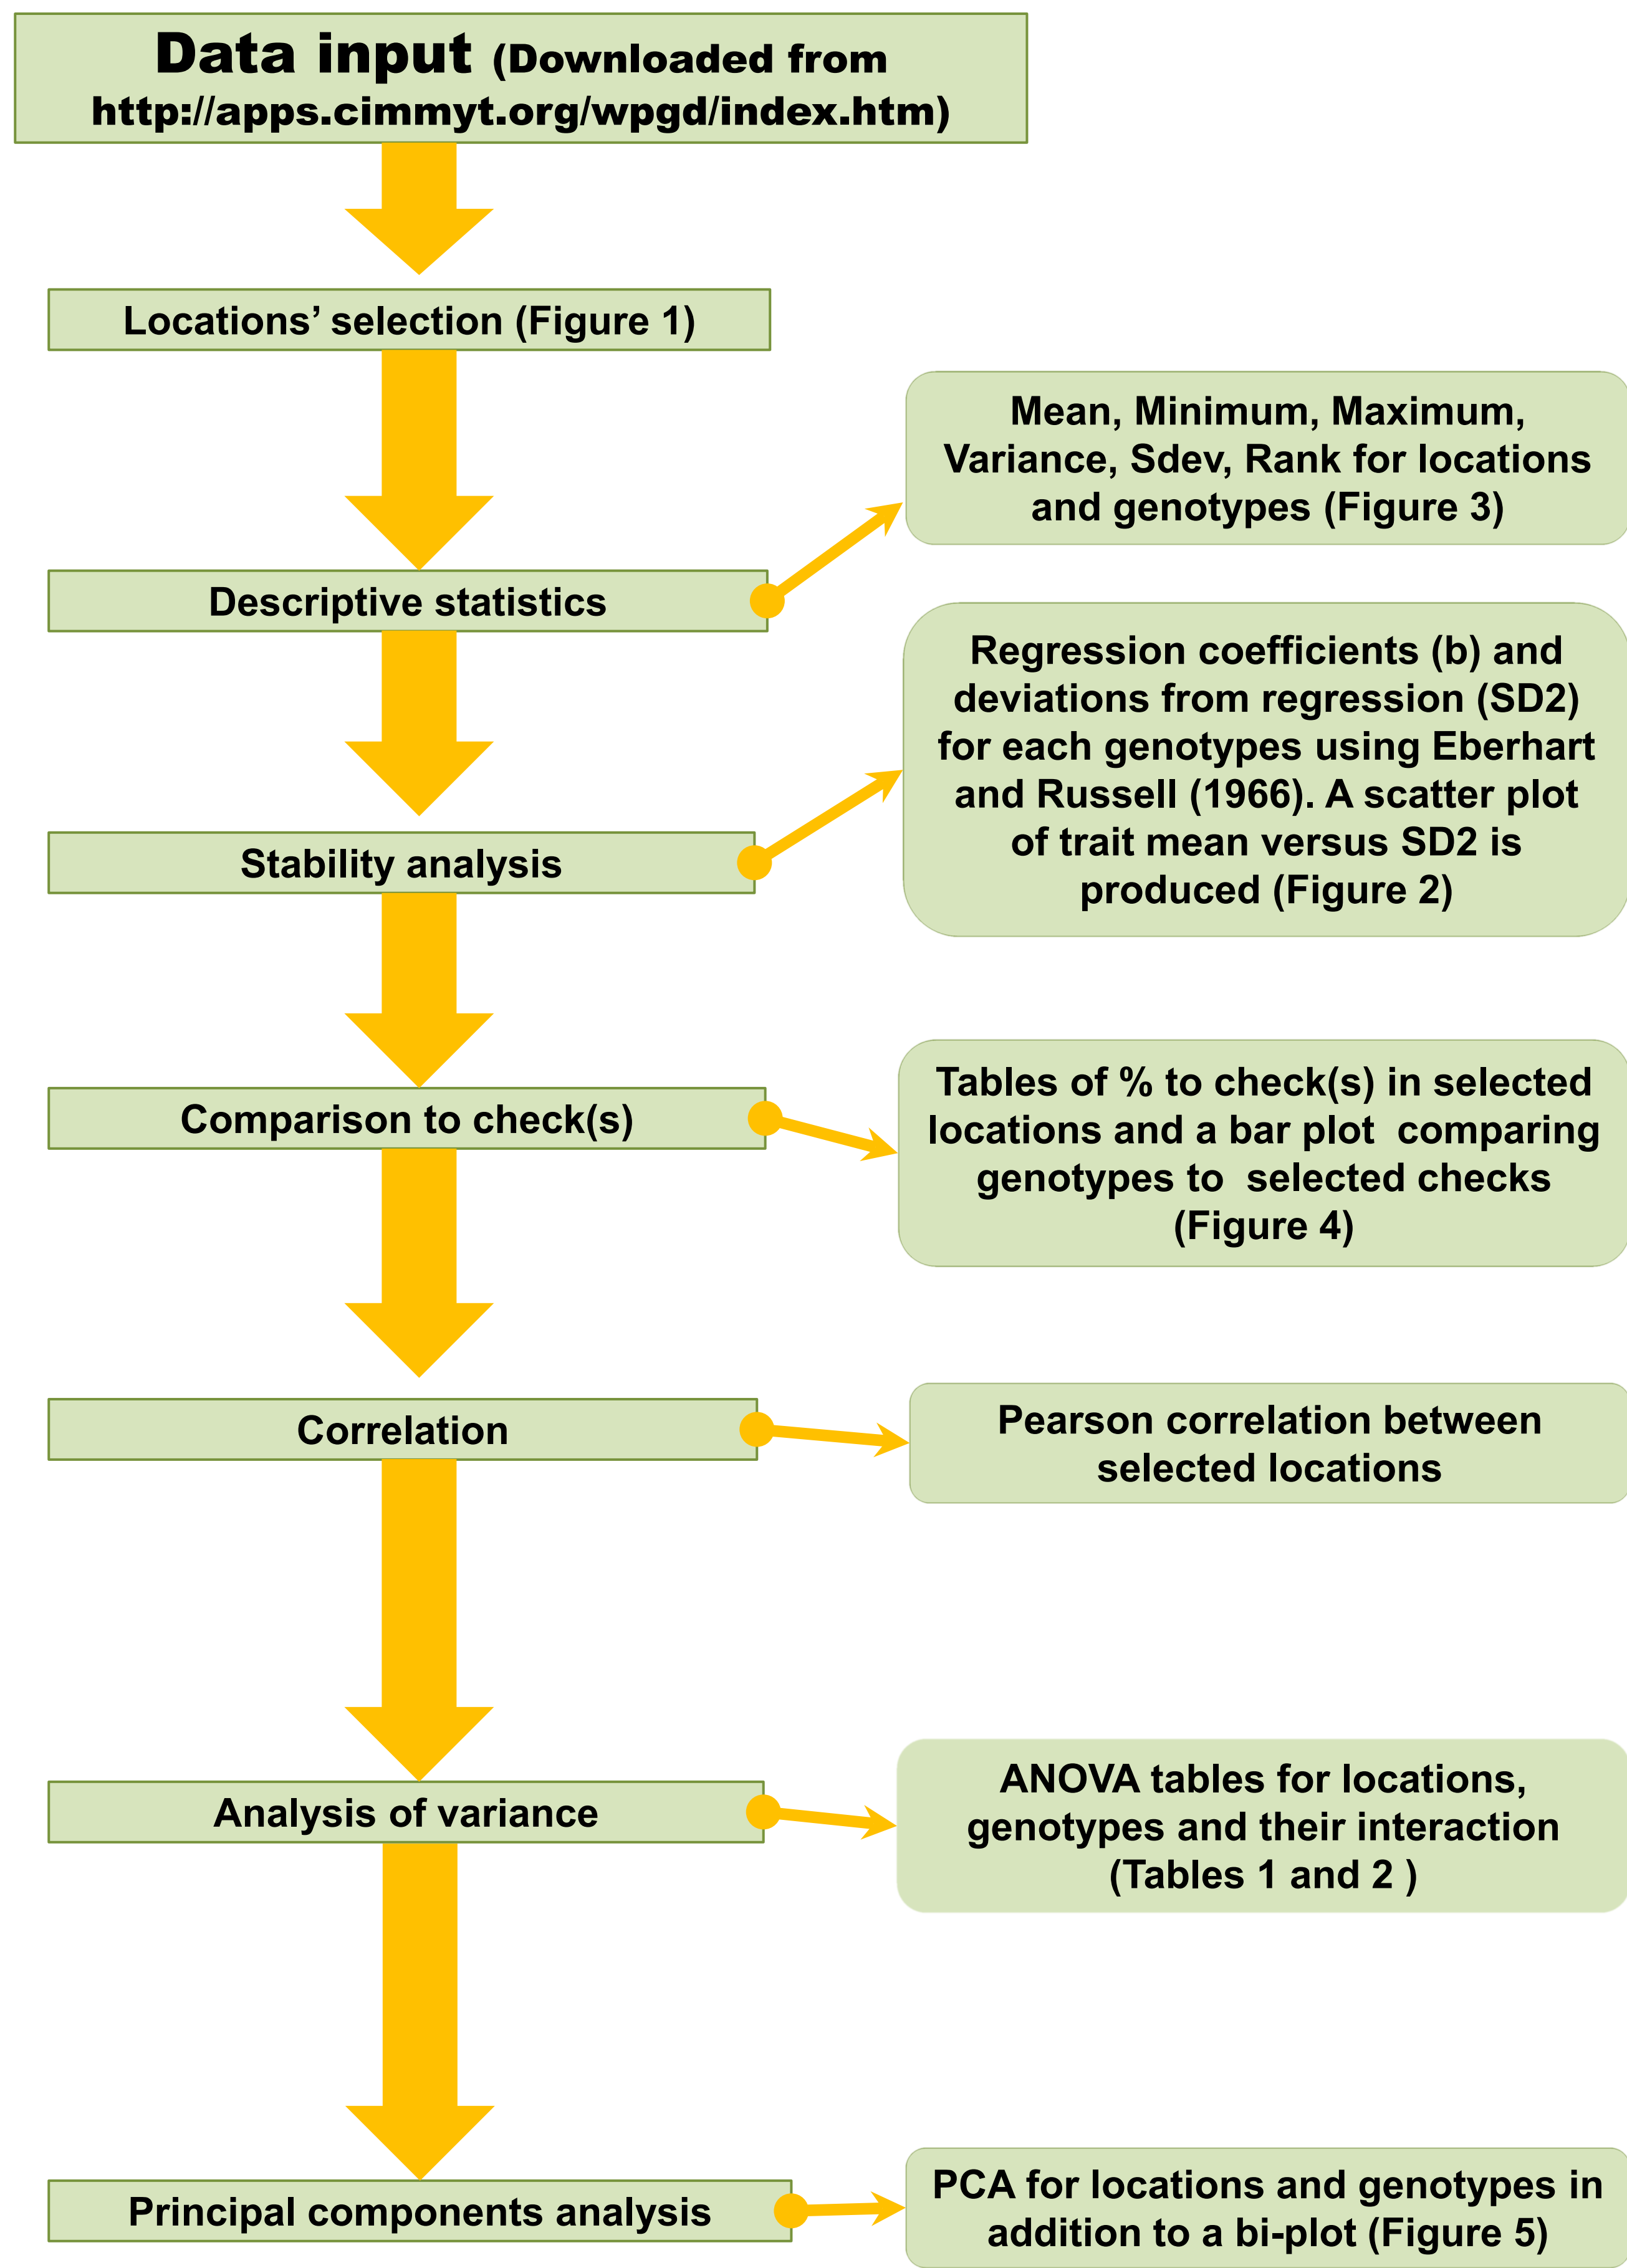 Data input (Downloaded from
http://apps.cimmyt.org/wpgd/index.htm)
Locations’ selection (Figure 1)
Mean, Minimum, Maximum,
Variance, Sdev, Rank for locations
and genotypes (Figure 3)
Descriptive statistics
Regression coefficients (b) and
deviations from regression (SD2)
for each genotypes using Eberhart
and Russell (1966). A scatter plot
of trait mean versus SD2 is
produced (Figure 2)
Stability analysis
Tables of % to check(s) in selected
locations and a bar plot  comparing
genotypes to  selected checks
(Figure 4)
Comparison to check(s)
Correlation
Pearson correlation between
selected locations
Analysis of variance
ANOVA tables for locations,
genotypes and their interaction
(Tables 1 and 2 )
Principal components analysis
PCA for locations and genotypes in
addition to a bi-plot (Figure 5)